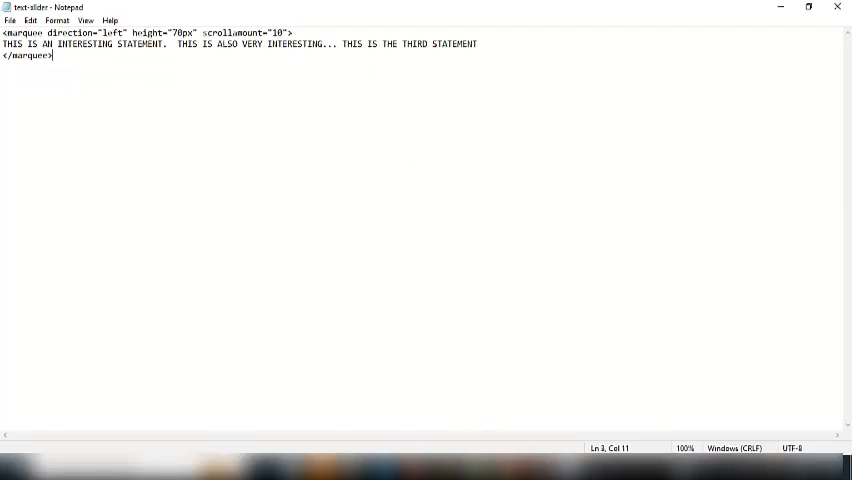 text-slider - Notepad
File Edit Format View Help
<marquee direction="left" height="70px" scrollamount="10">
THIS IS AN INTERESTING STATEMENT.  THIS IS ALSO VERY INTERESTING... THIS IS THE THIRD STATEMENT
</marquee>
Ln 3, Col 11 100% Windows (CRLF) UTF-8